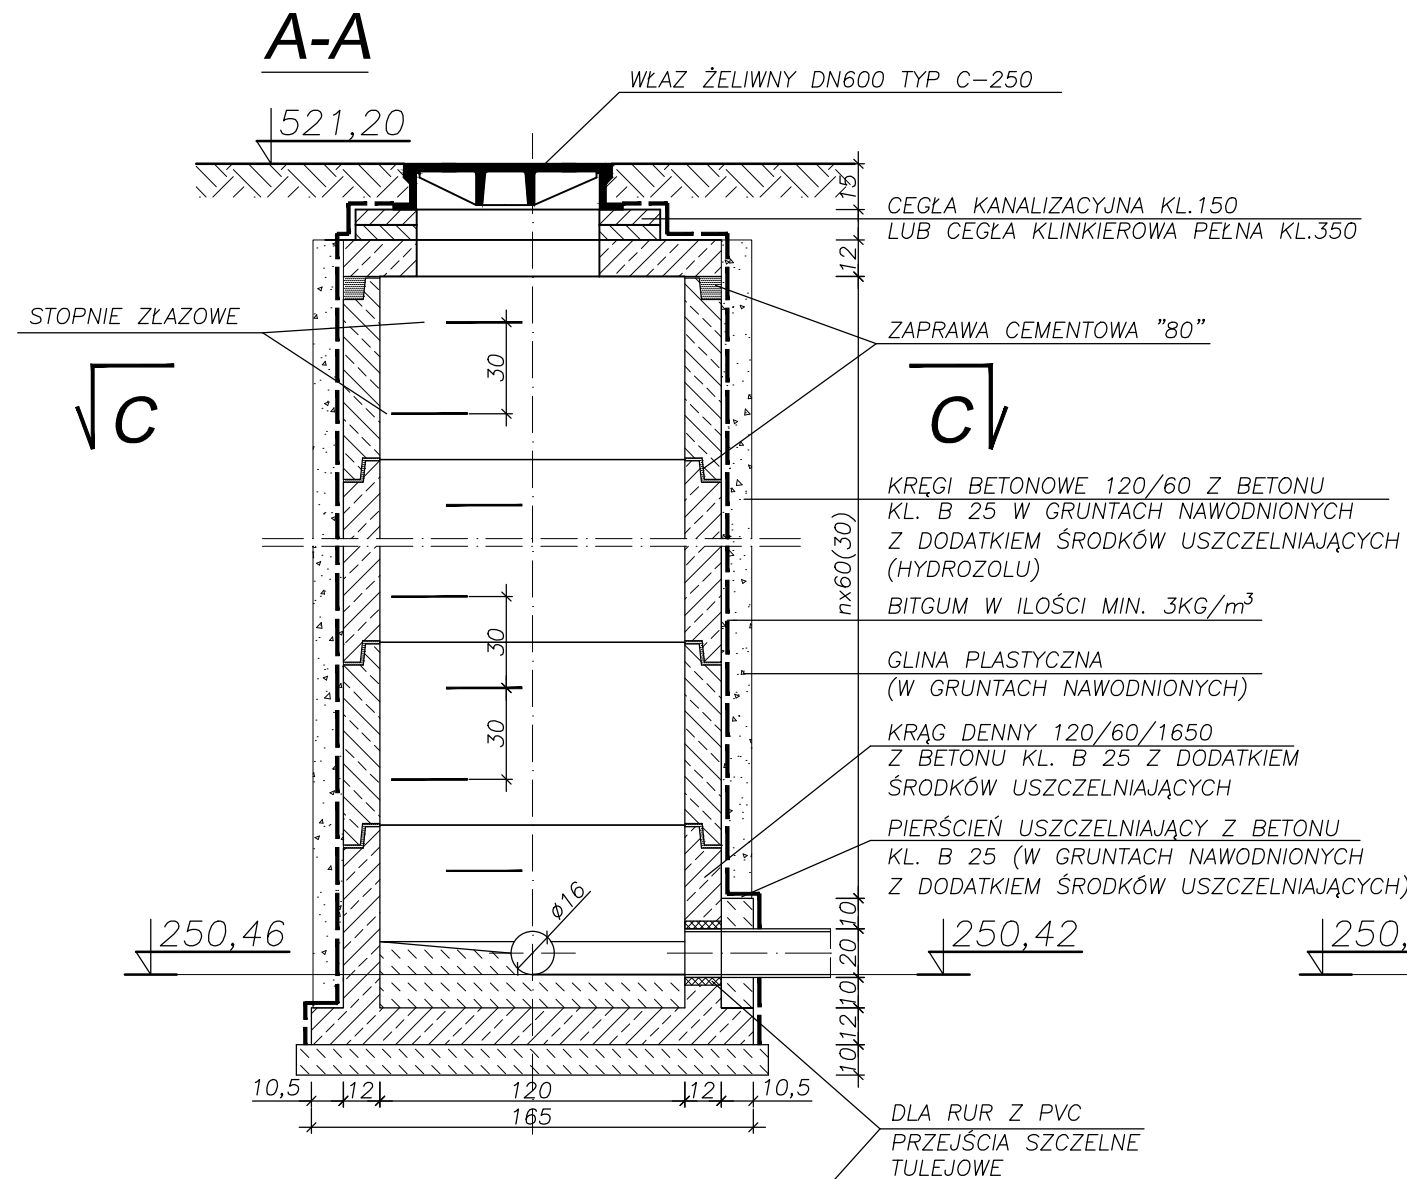 A-A
WŁAZ ŻELIWNY DN600 TYP C-250
521,20
15
CEGŁA KANALIZACYJNA KL.150
LUB CEGŁA KLINKIEROWA PEŁNA KL.350
12
STOPNIE ZŁAZOWE
ZAPRAWA CEMENTOWA "80"
30
C
C
KRĘGI BETONOWE 120/60 Z BETONU
KL. B 25 W GRUNTACH NAWODNIONYCH
Z DODATKIEM ŚRODKÓW USZCZELNIAJĄCYCH
(HYDROZOLU)
nx60(30)
BITGUM W ILOŚCI MIN. 3KG/m³
30
GLINA PLASTYCZNA
(W GRUNTACH NAWODNIONYCH)
30
KRĄG DENNY 120/60/1650
Z BETONU KL. B 25 Z DODATKIEM
ŚRODKÓW USZCZELNIAJĄCYCH
PIERŚCIEŃ USZCZELNIAJĄCY Z BETONU
KL. B 25 (W GRUNTACH NAWODNIONYCH
Z DODATKIEM ŚRODKÓW USZCZELNIAJĄCYCH)
ø16
10
250,46
250,42
250,
20
10
12
10
10,5
12
120
12
10,5
165
DLA RUR Z PVC
PRZEJŚCIA SZCZELNE
TULEJOWE